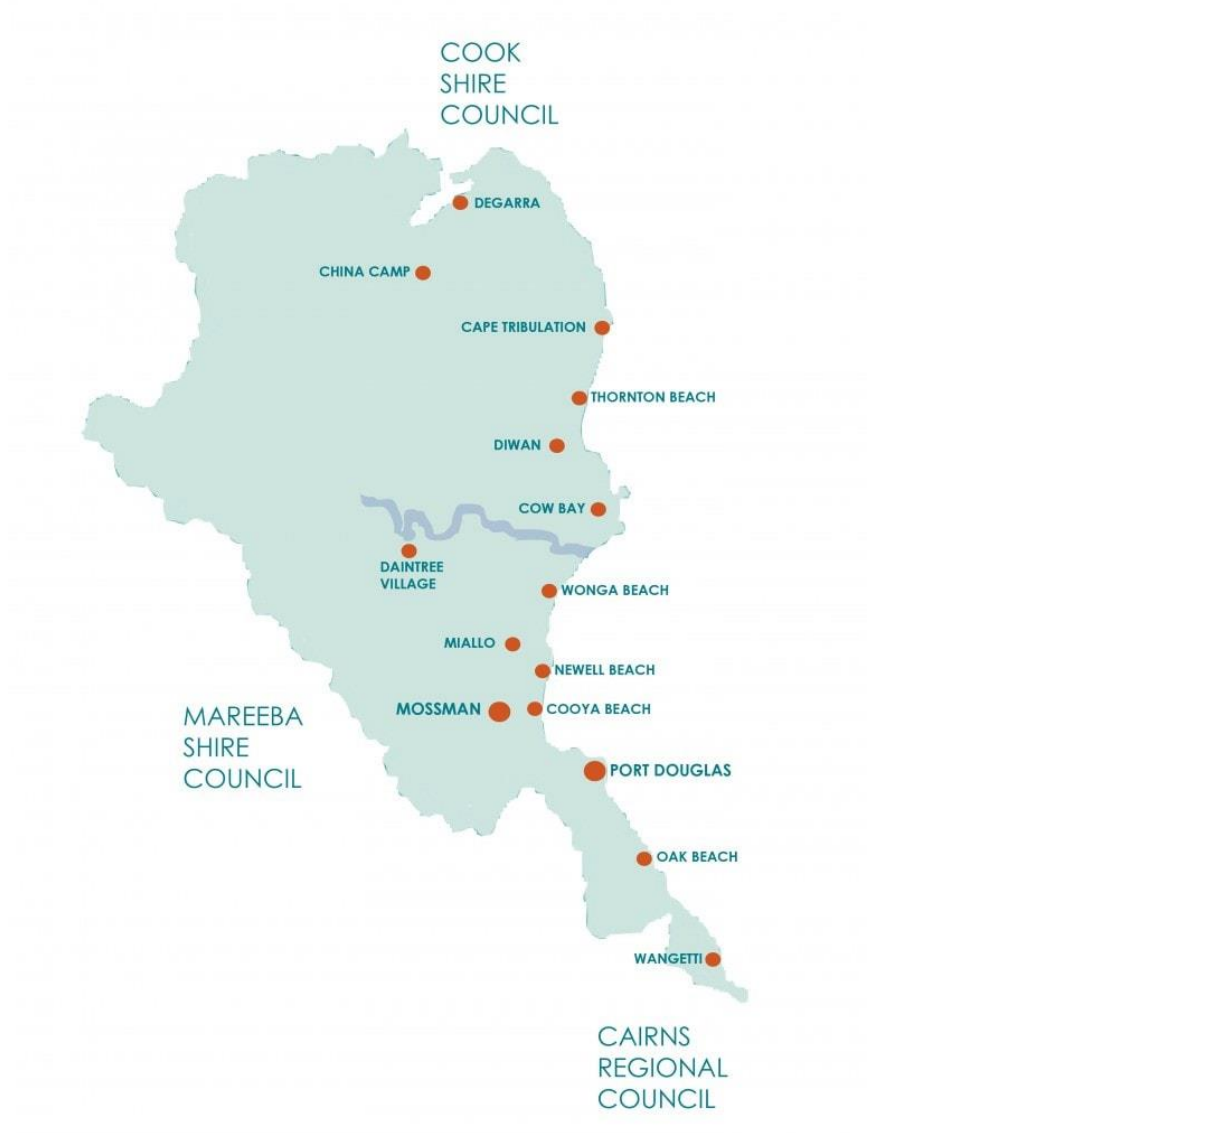 COOK
SHIRE
COUNCIL
DEGARRA
CHINA CAMP
CAPE TRIBULATION
THORNTON BEACH
DIWAN
COW BAY
DAINTREE
VILLAGE
WONGA BEACH
MIALLO
NEWELL BEACH
MOSSMAN
COOYA BEACH
MAREEBA
SHIRE
COUNCIL
PORT DOUGLAS
OAK BEACH
WANGETTI
CAIRNS
REGIONAL
COUNCIL